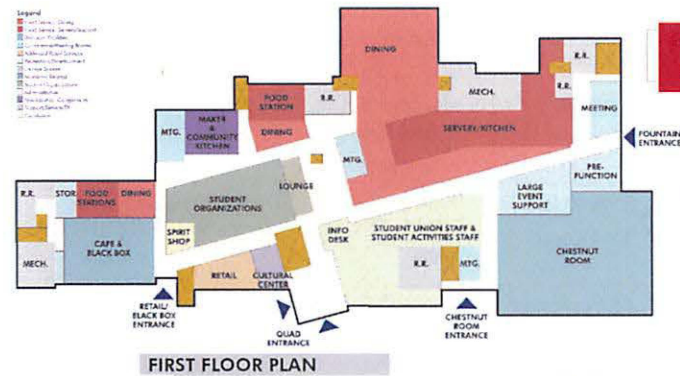 Legend
DINING
R.R.
MECH.
R.R.
MEETING
FOOD
STATION
R.R.
MAKER
&
COMMUNITY
KITCHEN
MTG.
DINING
SERVERY/KITCHEN
FOUNTAIN
ENTRANCE
MTG.
PRE-
FUNCTION
LOUNGE
LARGE
EVENT
SUPPORT
R.R.
STOR.
FOOD
STATIONS
DINING
STUDENT
ORGANIZATIONS
SPIRIT
SHOP
INFO
DESK
STUDENT UNION STAFF &
STUDENT ACTIVITIES STAFF
CAFE &
BLACK BOX
CHESTNUT
ROOM
MECH.
RETAIL
CULTURAL
CENTER
R.R.
MTG.
RETAIL/
BLACK BOX
ENTRANCE
QUAD
ENTRANCE
CHESTNUT
ROOM
ENTRANCE
FIRST FLOOR PLAN